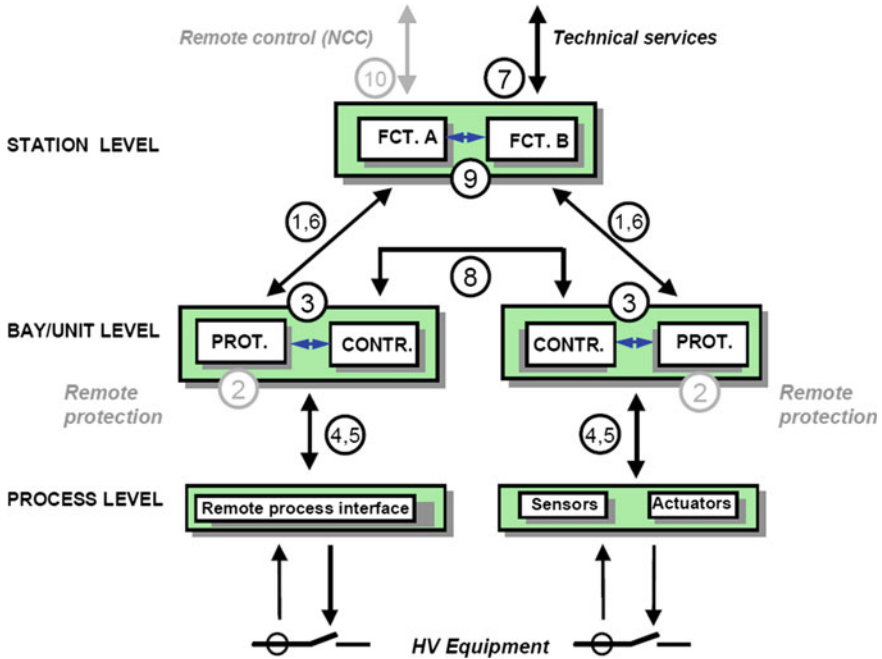 Remote control (NCC)
Technical services
10
7
STATION LEVEL
FCT. A
FCT. B
9
1,6
1,6
8
3
3
BAY/UNIT LEVEL
PROT.
CONTR.
CONTR.
PROT.
Remote
protection
2
2
Remote
protection
4,5
4,5
PROCESS LEVEL
Remote process interface
Sensors
Actuators
HV Equipment